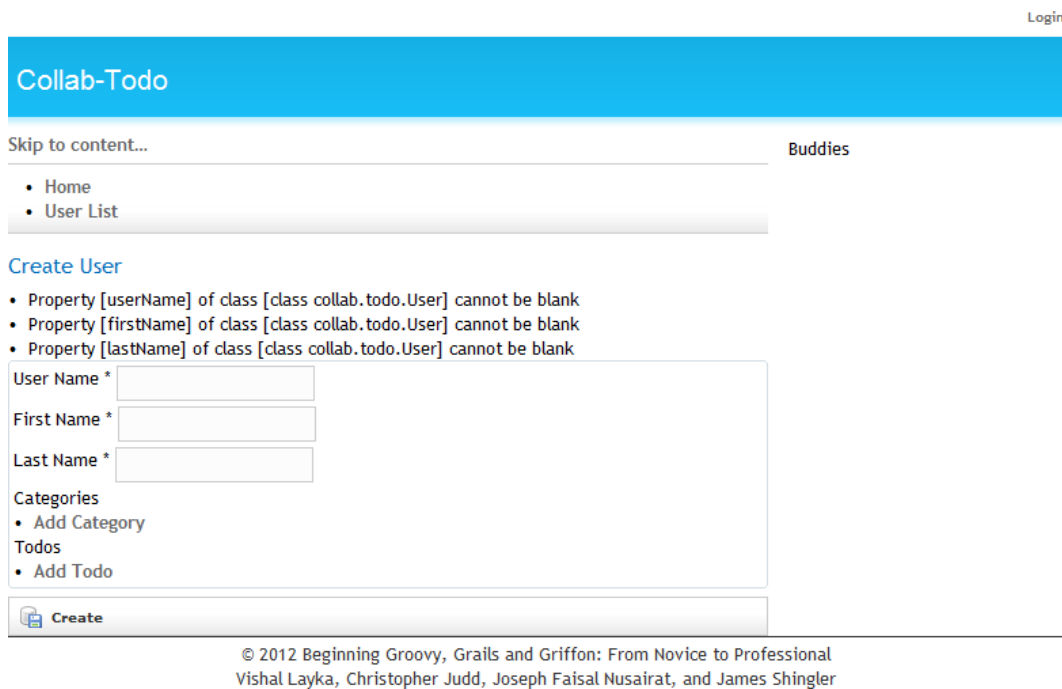 Login
Collab-Todo
Skip to content...
Buddies
• Home
• User List
Create User
• Property [userName] of class [class collab.todo.User] cannot be blank
• Property [firstName] of class [class collab.todo.User] cannot be blank
• Property [lastName] of class [class collab.todo.User] cannot be blank
User Name *
First Name *
Last Name *
Categories
• Add Category
Todos
• Add Todo
Create
© 2012 Beginning Groovy, Grails and Griffon: From Novice to Professional
Vishal Layka, Christopher Judd, Joseph Faisal Nusairat, and James Shingler